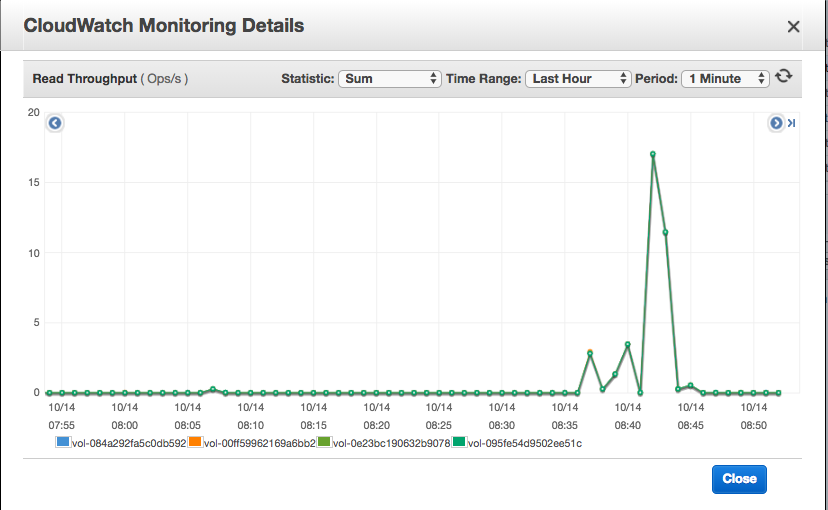 CloudWatch Monitoring Details
Read Throughput ( Ops/s ) Statistic: Sum Time Range: Last Hour Period: 1 Minute
20
15
10
5
0
10/14 10/14 10/14 10/14 10/14 10/14 10/14 10/14 10/14 10/14 10/14 10/14
07:55 08:00 08:05 08:10 08:15 08:20 08:25 08:30 08:35 08:40 08:45 08:50
vol-084a292fa5c0db592 vol-00ff59962169a6bb2 vol-0e23bc190632b9078 vol-095fe54d9502ee51c
Close